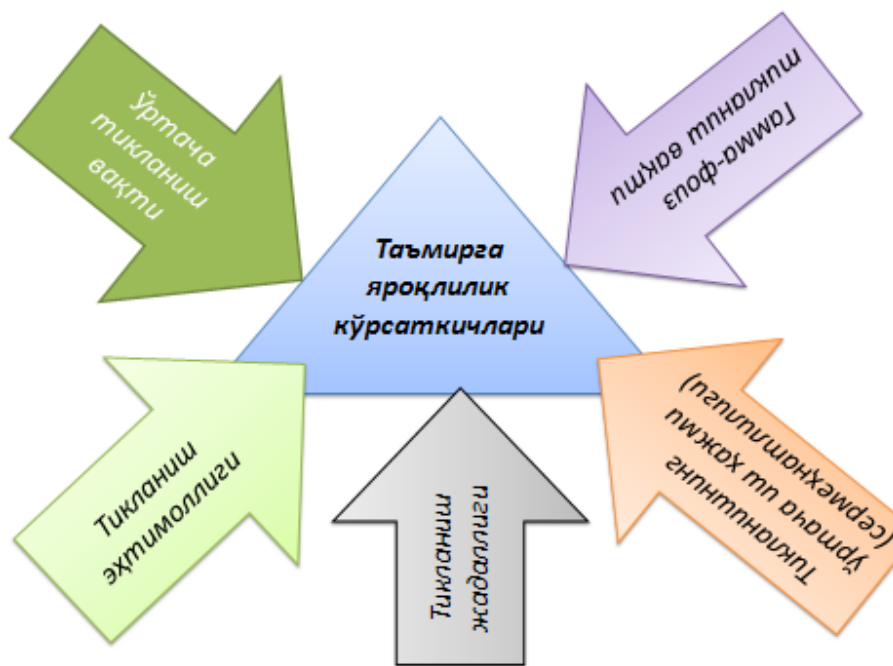 Ўртача
тикланиш
вақти
Гамма-фоиз
тикланиш вақти
Таъмирга
яроқлилик
кўрсаткичлари
Тикланиш
эҳтимоллиги
Тикланиш
жадаллиги
Тикланишнинг
ўртача иш ҳажми
(сермеҳнатлилиги)